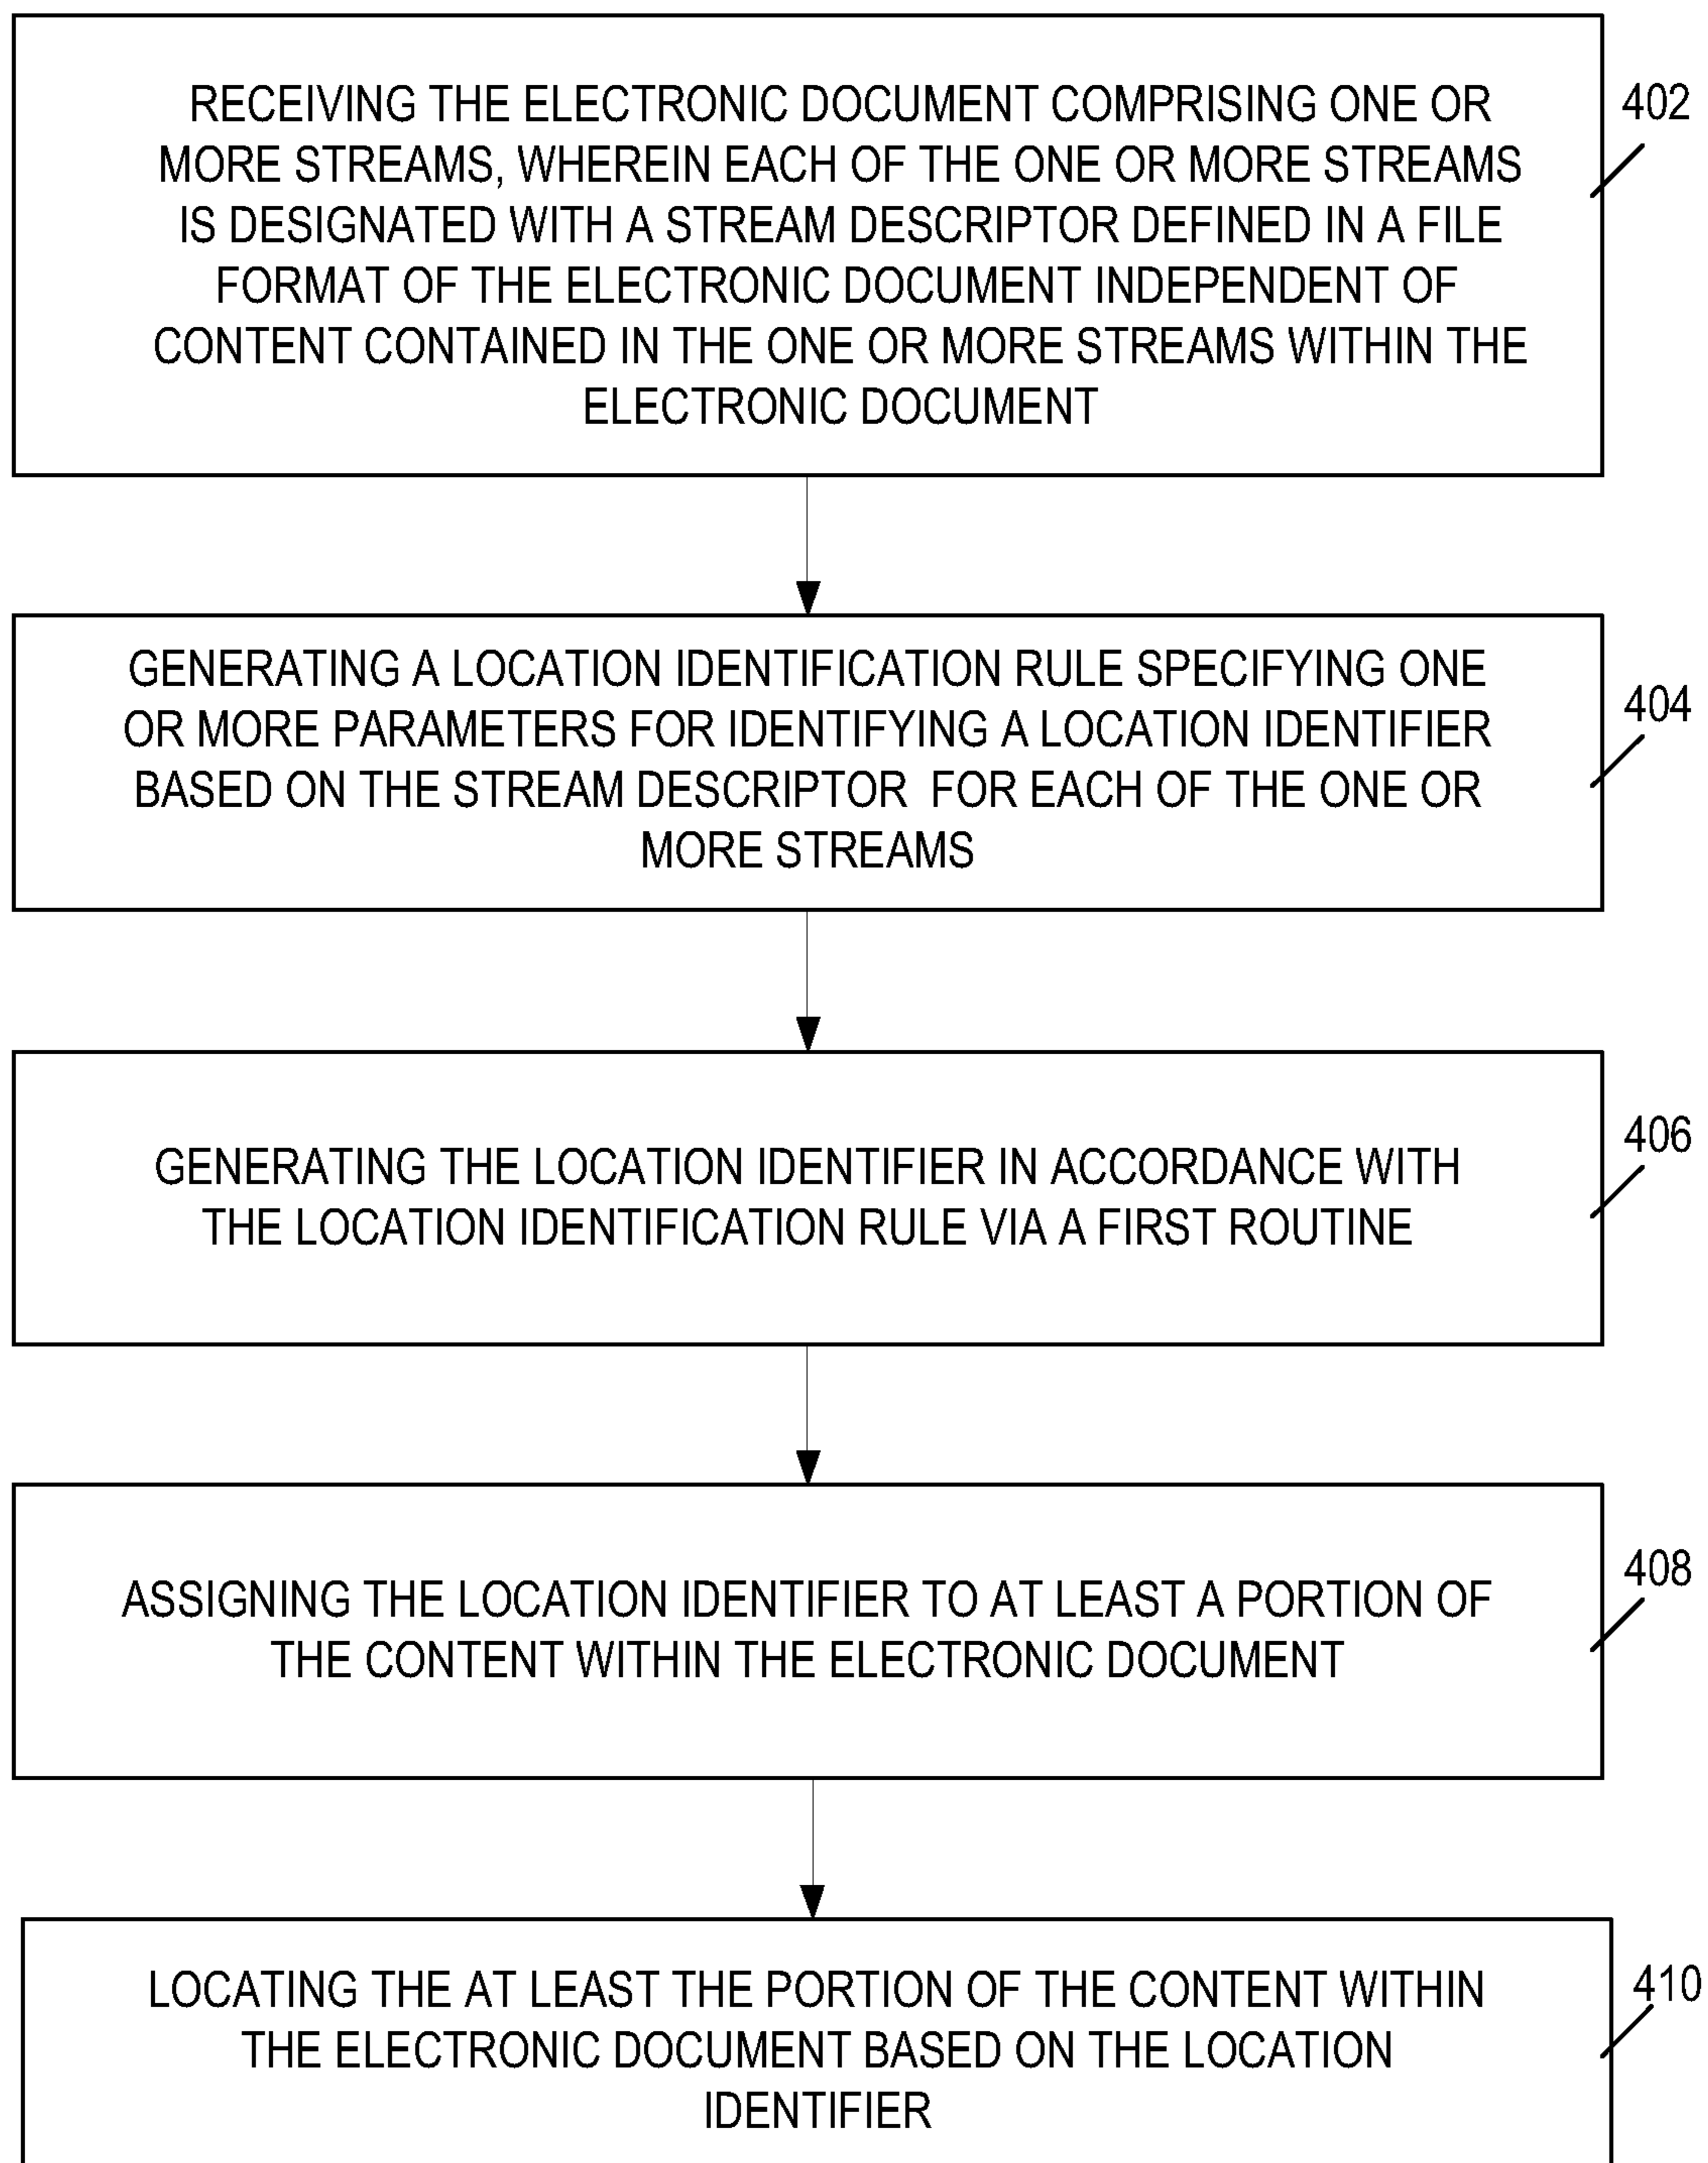 RECEIVING THE ELECTRONIC DOCUMENT COMPRISING ONE OR
MORE STREAMS, WHEREIN EACH OF THE ONE OR MORE STREAMS
IS DESIGNATED WITH A STREAM DESCRIPTOR DEFINED IN A FILE
FORMAT OF THE ELECTRONIC DOCUMENT INDEPENDENT OF
CONTENT CONTAINED IN THE ONE OR MORE STREAMS WITHIN THE
ELECTRONIC DOCUMENT
402
GENERATING A LOCATION IDENTIFICATION RULE SPECIFYING ONE
OR MORE PARAMETERS FOR IDENTIFYING A LOCATION IDENTIFIER
BASED ON THE STREAM DESCRIPTOR FOR EACH OF THE ONE OR
MORE STREAMS
404
GENERATING THE LOCATION IDENTIFIER IN ACCORDANCE WITH
THE LOCATION IDENTIFICATION RULE VIA A FIRST ROUTINE
406
ASSIGNING THE LOCATION IDENTIFIER TO AT LEAST A PORTION OF
THE CONTENT WITHIN THE ELECTRONIC DOCUMENT
408
LOCATING THE AT LEAST THE PORTION OF THE CONTENT WITHIN
THE ELECTRONIC DOCUMENT BASED ON THE LOCATION
IDENTIFIER
410